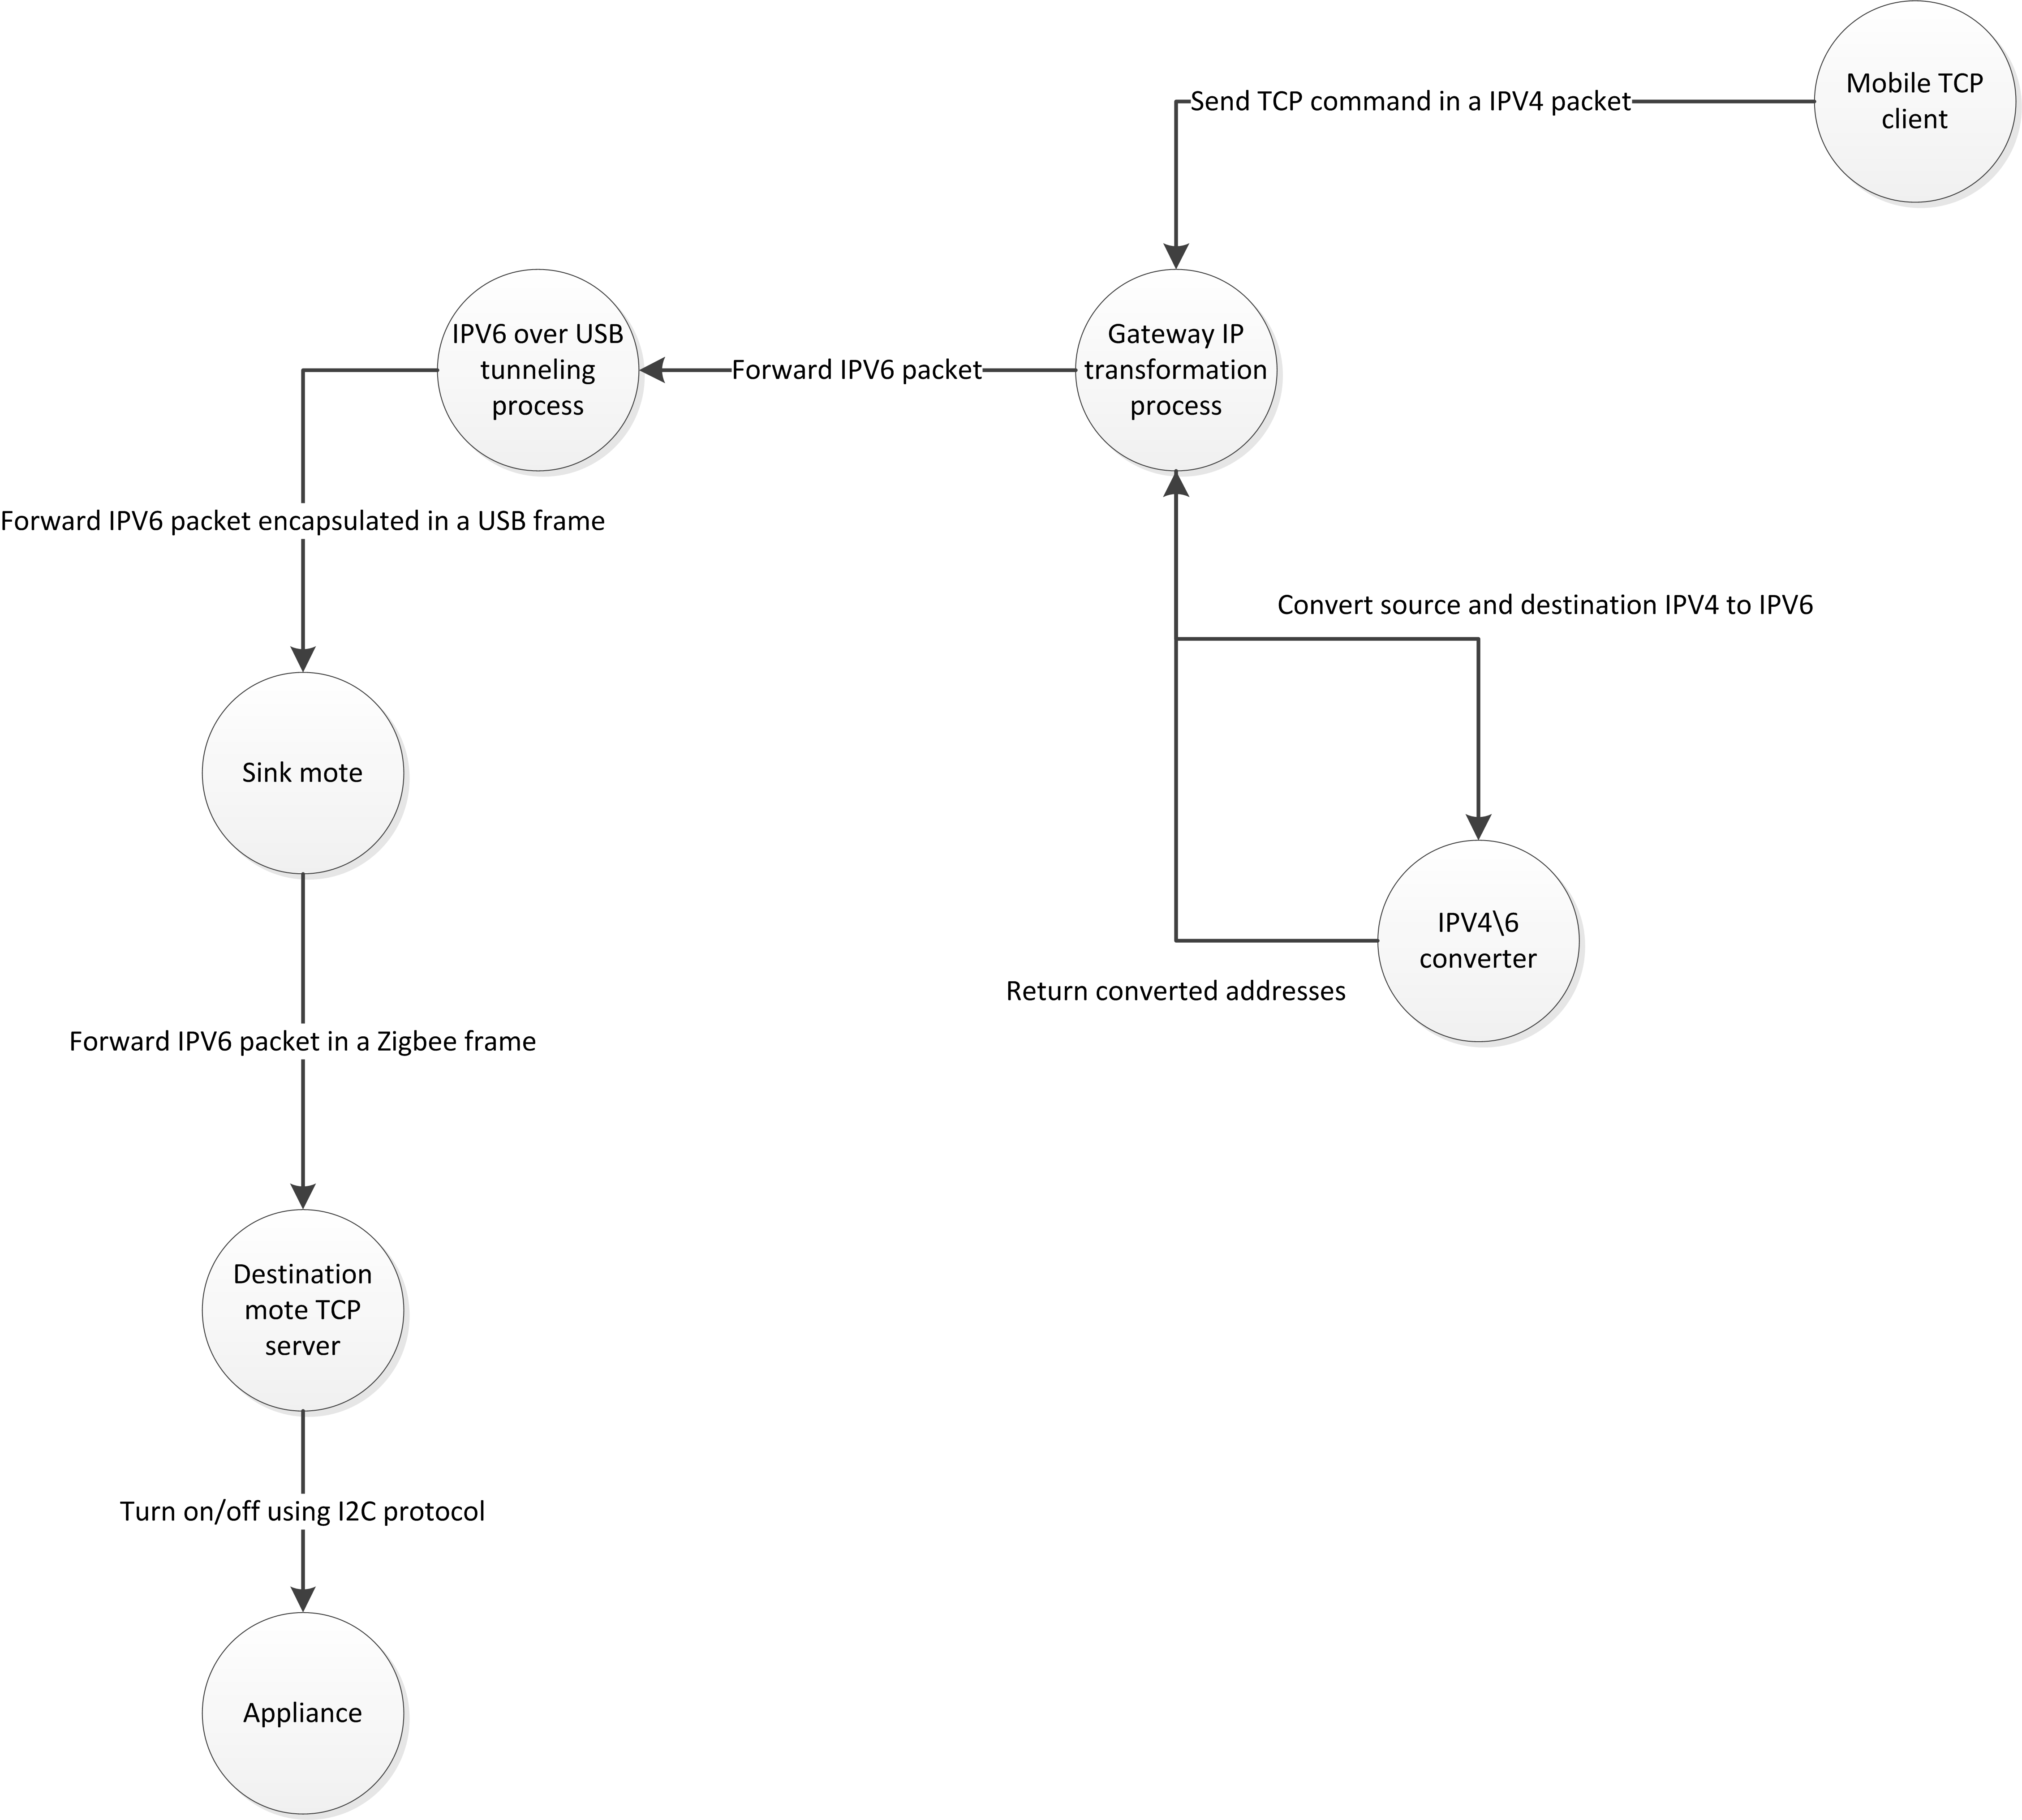 Mobile TCP
client
Send TCP command in a IPV4 packet
Gateway IP
transformation
process
Forward IPV6 packet
IPV6 over USB
tunneling
process
Forward IPV6 packet encapsulated in a USB frame
Convert source and destination IPV4 to IPV6
IPV4\6
converter
Return converted addresses
Sink mote
Forward IPV6 packet in a Zigbee frame
Destination
mote TCP
server
Turn on/off using I2C protocol
Appliance